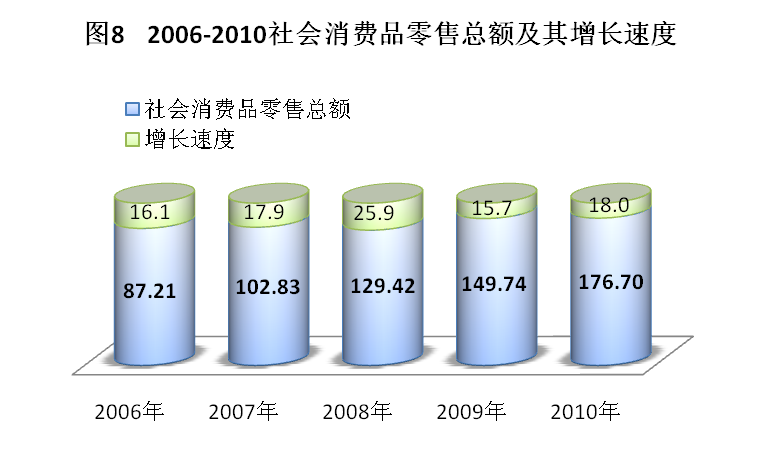 图8 2006-2010社会消费品零售总额及其增长速度
社会消费品零售总额
增长速度
16.1 17.9 25.9 15.7 18.0
87.21 102.83 129.42 149.74 176.70
2006年 2007年 2008年 2009年 2010年